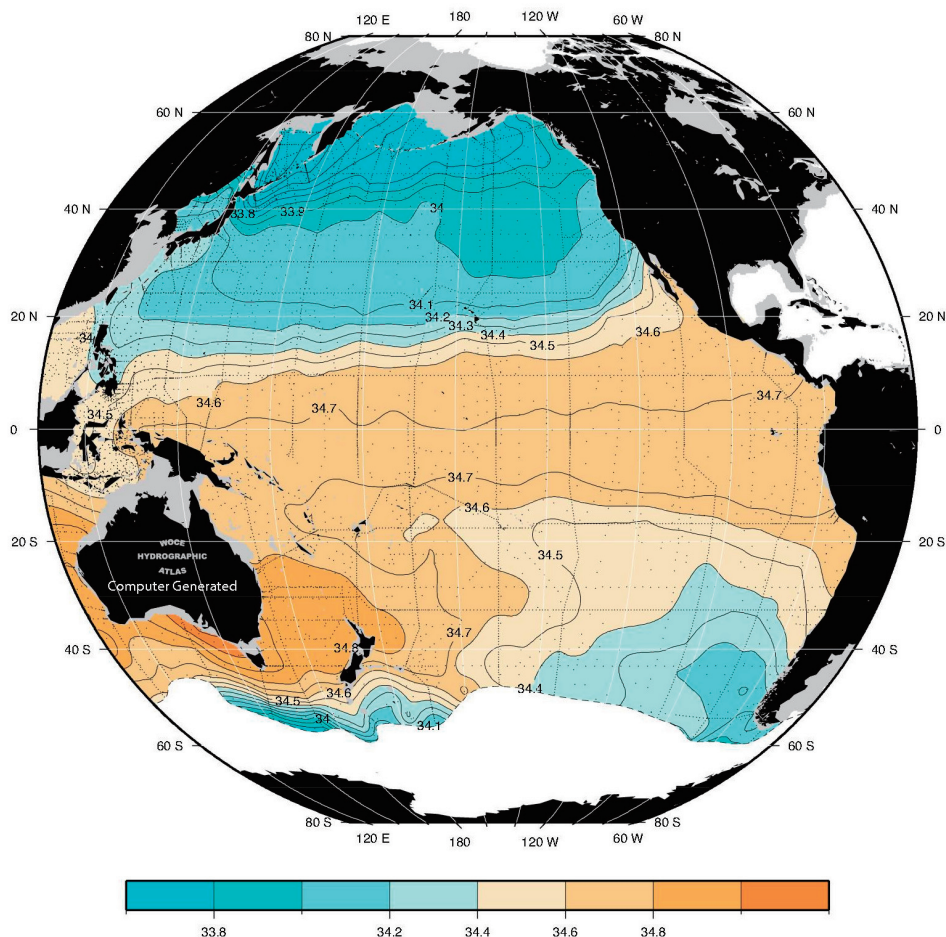 120 E 180 120 W 60 W
80 N 80 N
60 N 60 N
40 N 33.8 33.9 34 40 N
20 N 34.1 20 N
34.2
34.3
34 34.4 34.6
34.5
34.6 34.7 34.7
34.5
0 0
34.7
34.6
20 S WOCE 34.5 20 S
HYDROGRAPHIC
ATLAS
Computer Generated
34.7
40 S 34.8 40 S
34.6 34.4
34.5
34 34.1
60 S 60 S
80 S 80 S
120 E 180 120 W 60 W
33.8 34.2 34.4 34.6 34.8